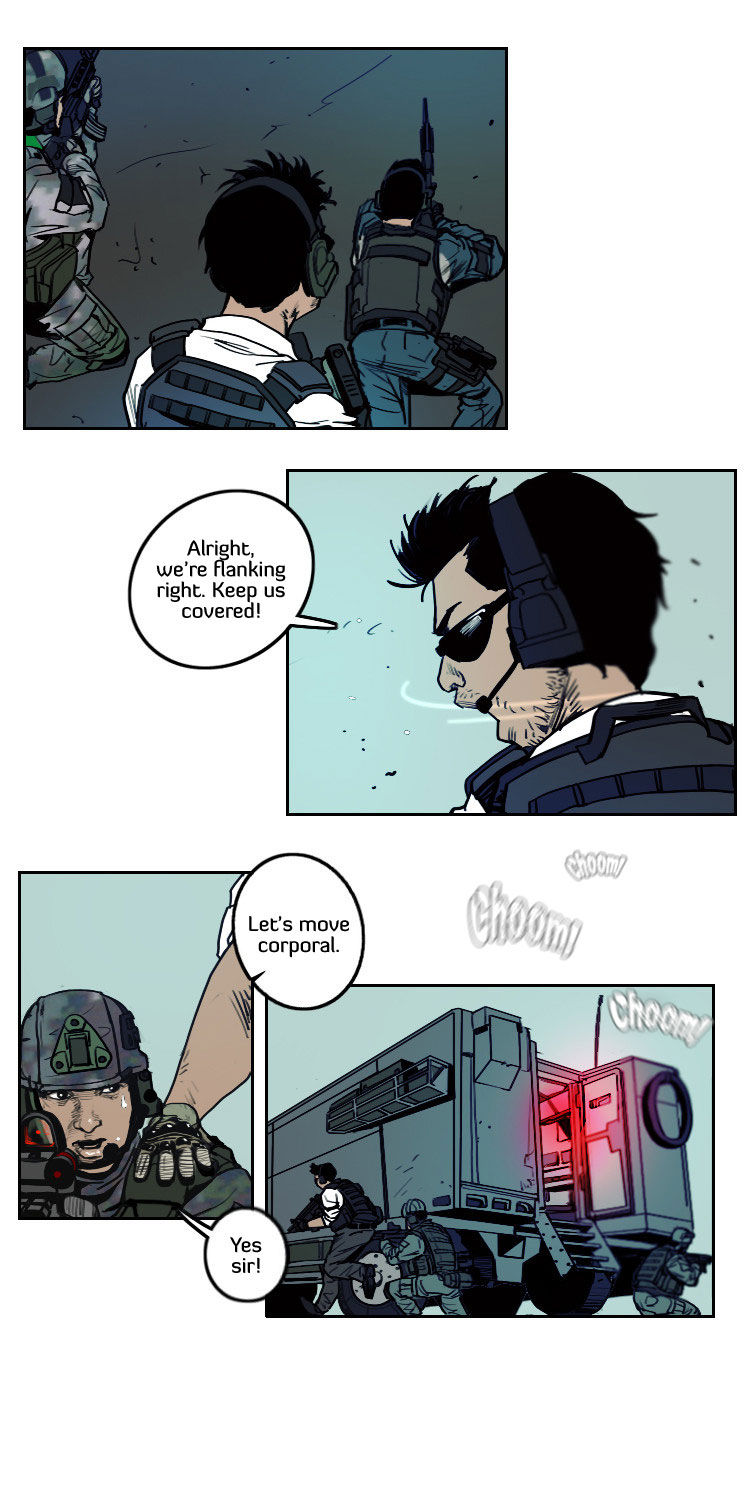 Alright,
we're flanking
right. Keep us
covered!
Choom!
Choom!
Let's move
corporal.
Choom!
Yes
sir!